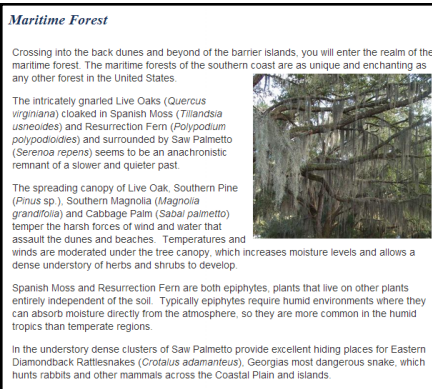 Maritime Forest
Crossing into the back dunes and beyond of the barrier islands, you will enter the realm of the
maritime forest. The maritime forests of the southern coast are as unique and enchanting as
any other forest in the United States.
The intricately gnarled Live Oaks (Quercus
virginiana) cloaked in Spanish Moss (Tillandsia
usneoides) and Resurrection Fern (Polypodium
polypodioides) and surrounded by Saw Palmetto
(Serenoa repens) seems to be an anachronistic
remnant of a slower and quieter past.
The spreading canopy of Live Oak, Southern Pine
(Pinus sp.), Southern Magnolia (Magnolia
grandifolia) and Cabbage Palm (Sabal palmetto)
temper the harsh forces of wind and water that
assault the dunes and beaches.  Temperatures and
winds are moderated under the tree canopy, which increases moisture levels and allows a
dense understory of herbs and shrubs to develop.
Spanish Moss and Resurrection Fern are both epiphytes, plants that live on other plants
entirely independent of the soil.  Typically epiphytes require humid environments where they
can absorb moisture directly from the atmosphere, so they are more common in the humid
tropics than temperate regions.
In the understory dense clusters of Saw Palmetto provide excellent hiding places for Eastern
Diamondback Rattlesnakes (Crotalus adamanteus), Georgias most dangerous snake, which
hunts rabbits and other mammals across the Coastal Plain and islands.